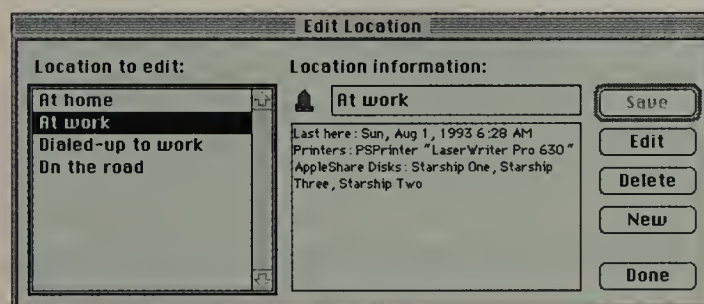 Edit Location
Location to edit:
At home
At work
Dialed-up to work
On the road
Location information:
At work
Last here: Sun, Aug 1, 1993 6:28 AM
Printers: PSPrinter "LaserWriter Pro 630"
AppleShare Disks: Starship One, Starship
Three, Starship Two
Save
Edit
Delete
New
Done